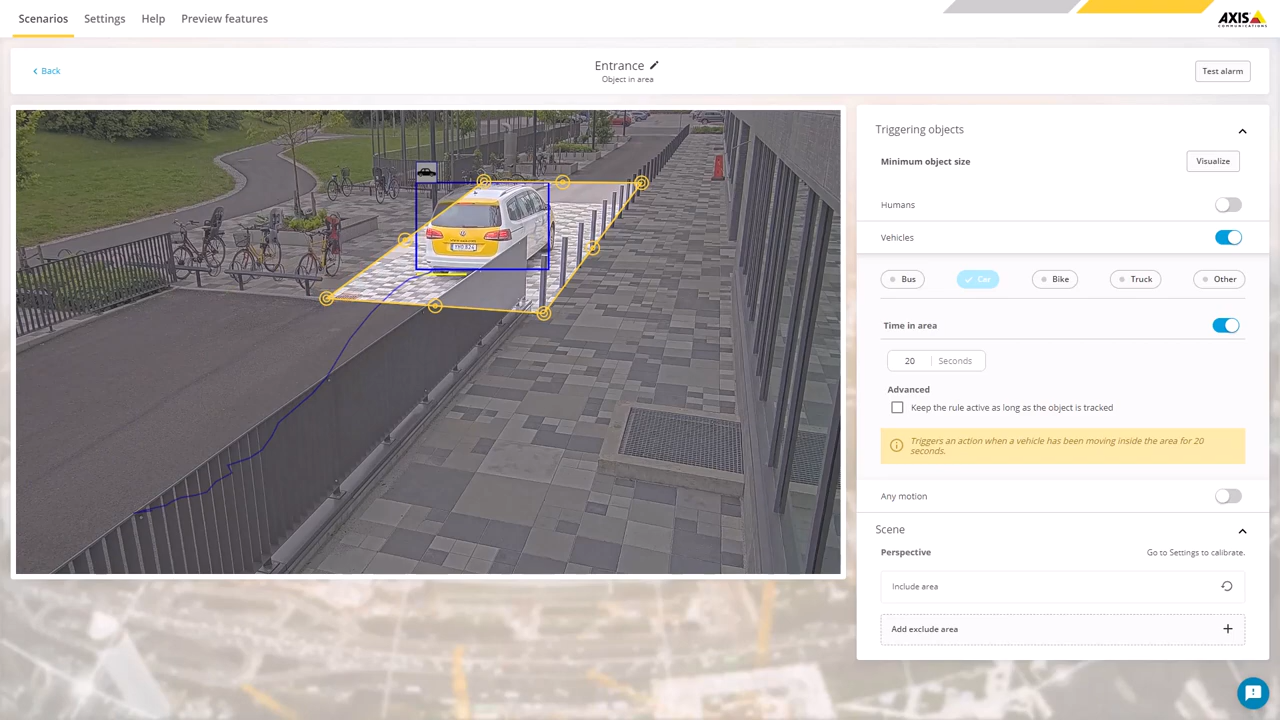 Scenarios
Settings
Help
Preview features
AXIS
COMMUNICATIONS
Back
Entrance
Object in area
Test alarm
Triggering objects
Minimum object size
Visualize
Humans
Vehicles
Bus
Car
Bike
Truck
Other
Time in area
20
Seconds
Advanced
Keep the rule active as long as the object is tracked
Triggers an action when a vehicle has been moving inside the area for 20
seconds.
Any motion
Scene
Perspective
Go to Settings to calibrate.
Include area
Add exclude area